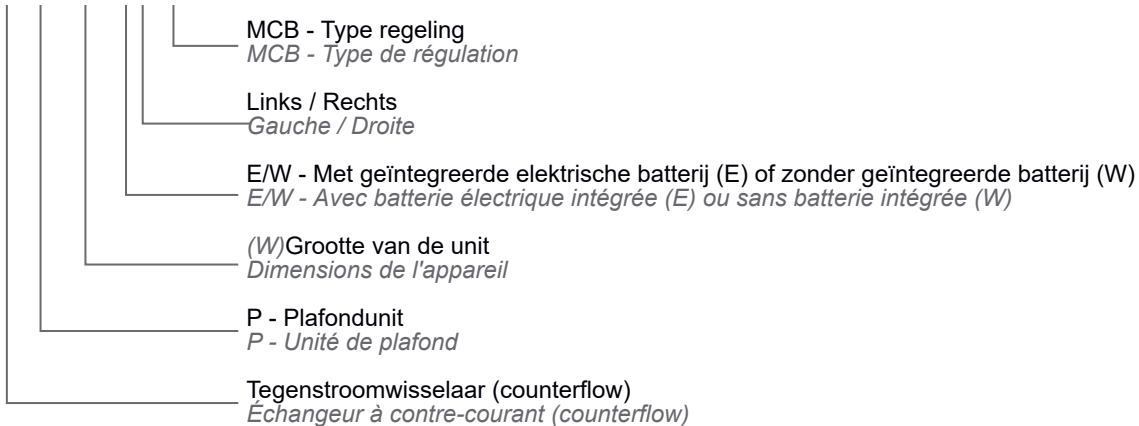 MCB - Type regeling
MCB - Type de régulation
Links / Rechts
Gauche / Droite
E/W - Met geïntegreerde elektrische batterij (E) of zonder geïntegreerde batterij (W)
E/W - Avec batterie électrique intégrée (E) ou sans batterie intégrée (W)
(W)Grootte van de unit
Dimensions de l'appareil
P - Plafondunit
P - Unité de plafond
Tegenstroomwisselaar (counterflow)
Échangeur à contre-courant (counterflow)